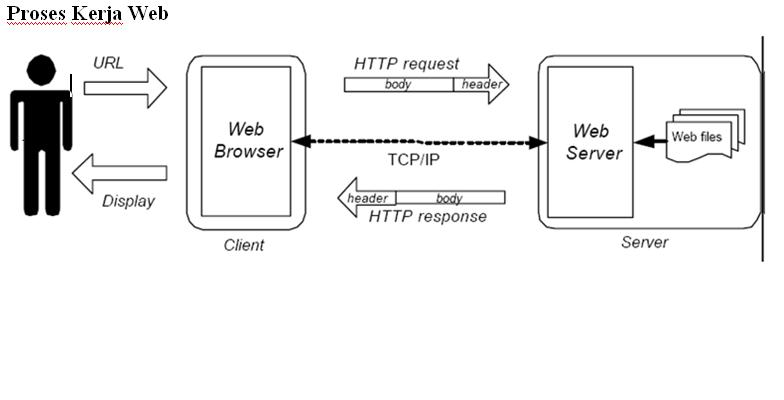 Proses Kerja Web
URL
HTTP request
body
header
Web
Browser
TCP/IP
Web
Server
Web files
Display
header
body
HTTP response
Client
Server